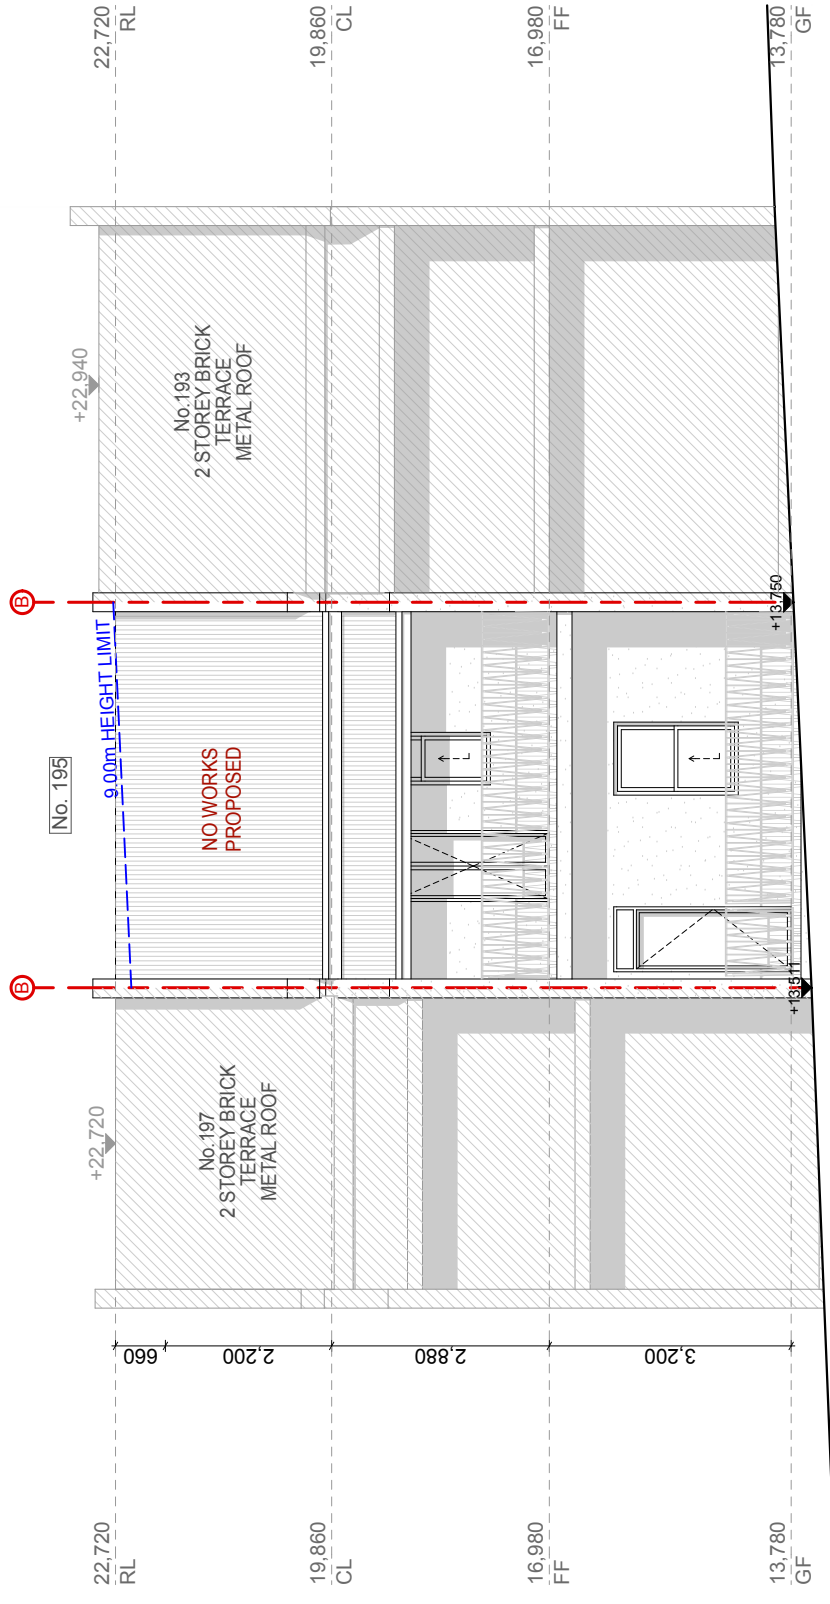 No. 195
22,720
RL
19,860
CL
16,980
FF
13,780
GF
22,720
RL
19,860
CL
16,980
FF
13,780
GF
660
2,200
2,880
3,200
+22,720
No.197
2 STOREY BRICK
TERRACE
METAL ROOF
B
B
9.00m HEIGHT LIMIT
NO WORKS
PROPOSED
+13.511
+13.750
+22,940
No.193
2 STOREY BRICK
TERRACE
METAL ROOF